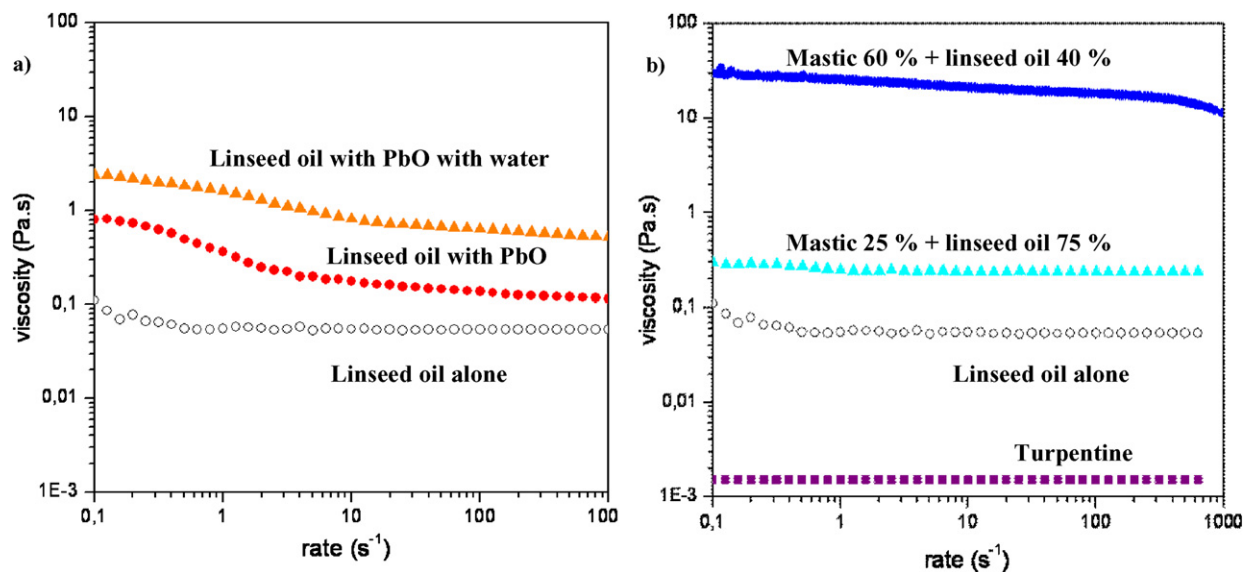 a)
100
10
1
0,1
0,01
1E-3
viscosity (Pa.s)
Linseed oil with PbO with water
Linseed oil with PbO
Linseed oil alone
0,1 1 10 100 100
rate (s⁻¹)
b)
100
10
1
0,1
0,01
1E-3
viscosity (Pa.s)
Mastic 60 % + linseed oil 40 %
Mastic 25 % + linseed oil 75 %
Linseed oil alone
Turpentine
0,1 1 10 100 1000
rate (s⁻¹)